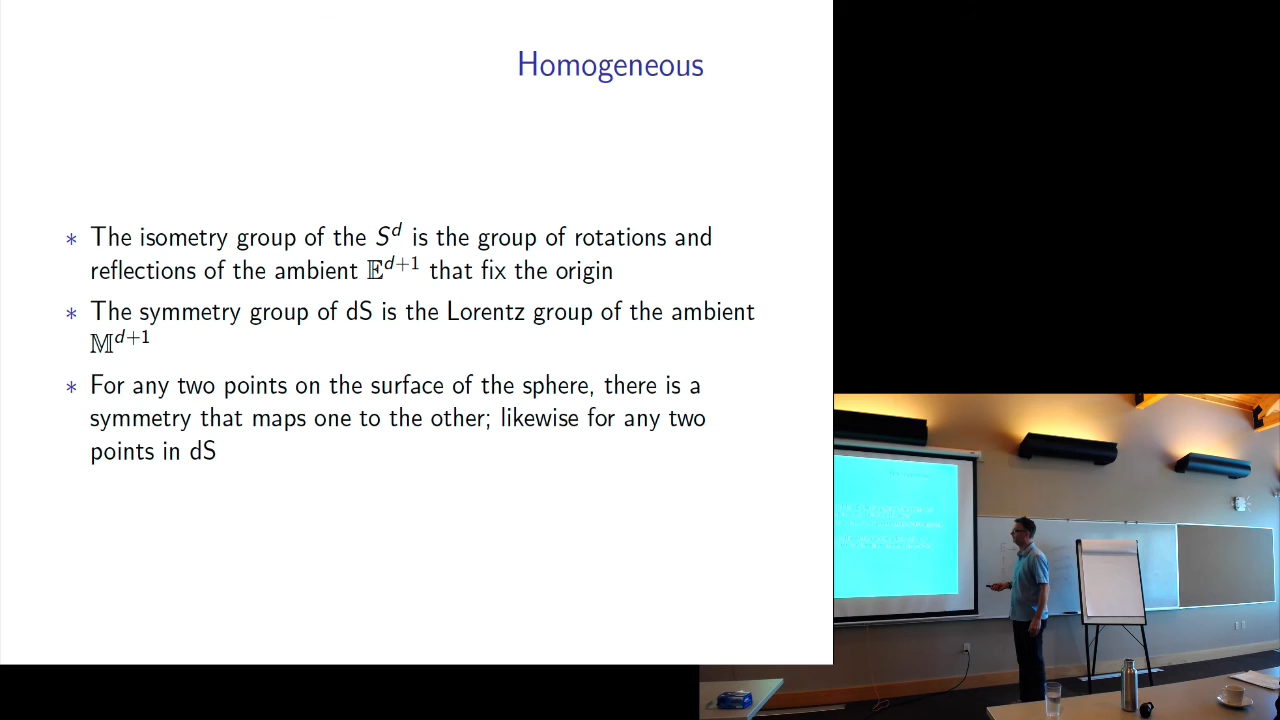 Homogeneous
* The isometry group of the S^d is the group of rotations and
reflections of the ambient 𝔼^{d+1} that fix the origin
* The symmetry group of dS is the Lorentz group of the ambient
𝕄^{d+1}
* For any two points on the surface of the sphere, there is a
symmetry that maps one to the other; likewise for any two
points in dS